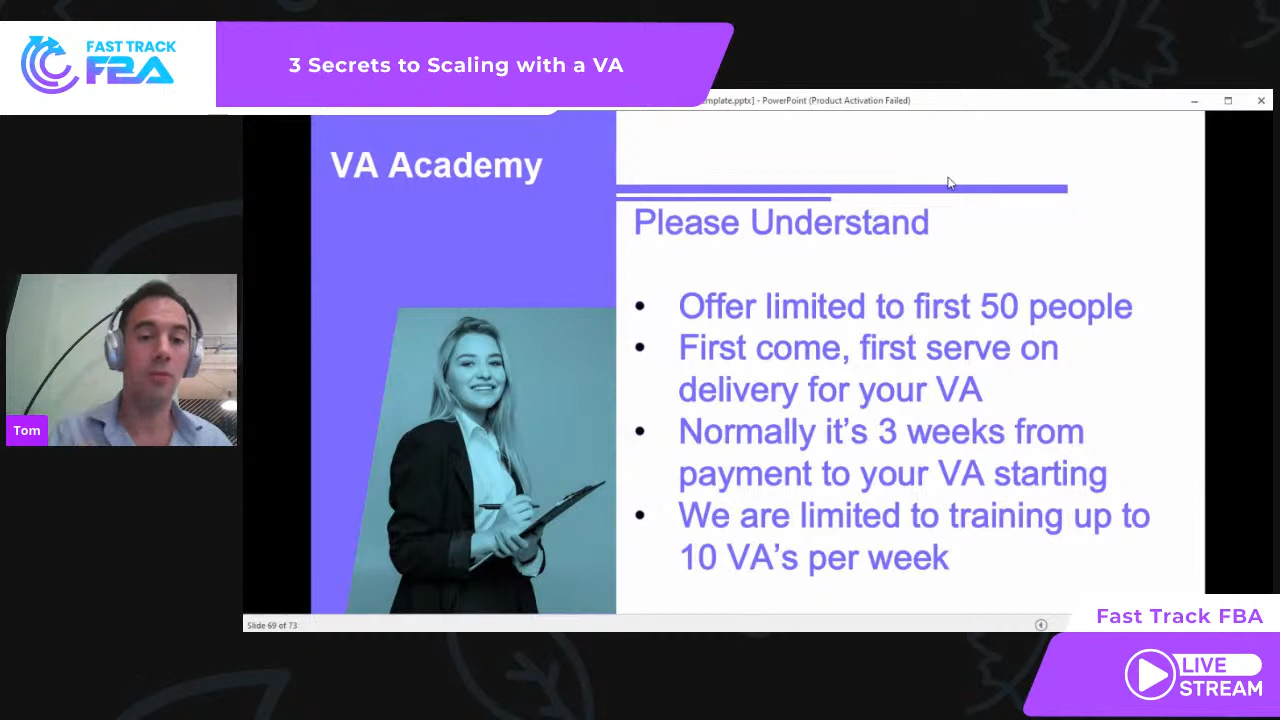 FAST TRACK
FBA
3 Secrets to Scaling with a VA
mplate.pptx] - PowerPoint (Product Activation Failed)
VA Academy
Please Understand
• Offer limited to first 50 people
• First come, first serve on
delivery for your VA
• Normally it's 3 weeks from
payment to your VA starting
• We are limited to training up to
10 VA's per week
Tom
Slide 69 of 73
Fast Track FBA
LIVE
STREAM